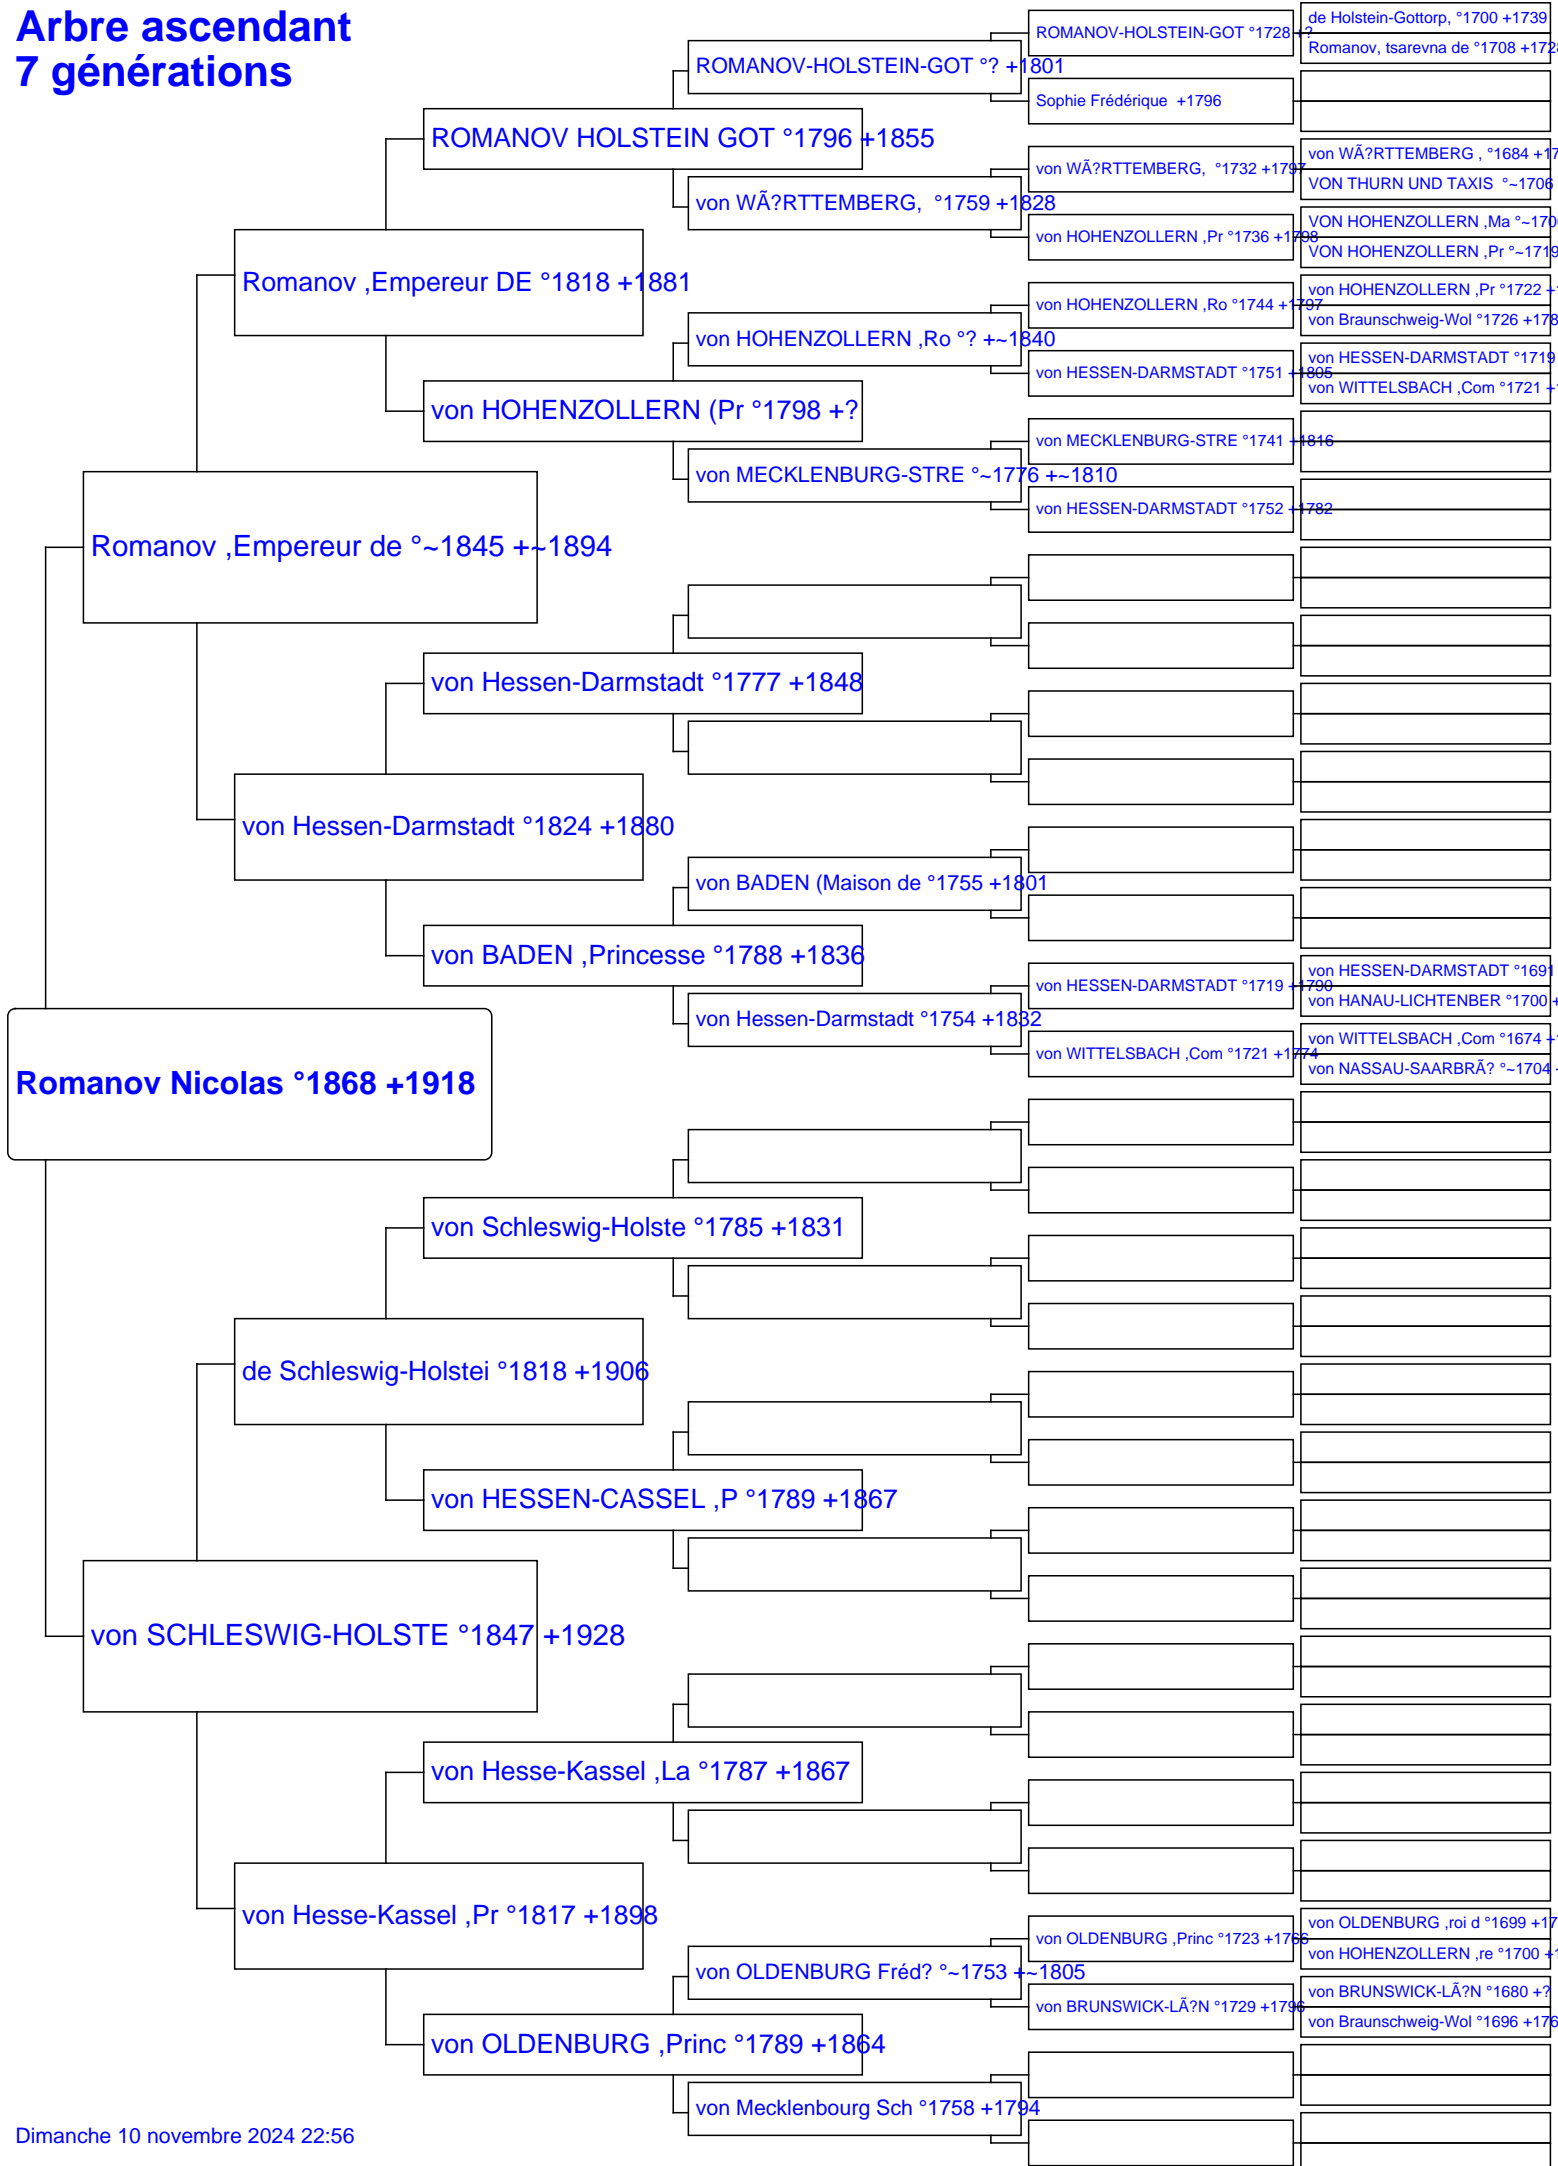 Arbre ascendant
7 générations
Romanov Nicolas °1868 +1918
Romanov ,Empereur de °~1845 +~1894
von SCHLESWIG-HOLSTE °1847 +1928
Romanov ,Empereur DE °1818 +1881
von Hessen-Darmstadt °1824 +1880
de Schleswig-Holstei °1818 +1906
von Hesse-Kassel ,Pr °1817 +1898
ROMANOV HOLSTEIN GOT °1796 +1855
von HOHENZOLLERN (Pr °1798 +?
von Hessen-Darmstadt °1777 +1848
von BADEN ,Princesse °1788 +1836
von Schleswig-Holste °1785 +1831
von HESSEN-CASSEL ,P °1789 +1867
von Hesse-Kassel ,La °1787 +1867
von OLDENBURG ,Princ °1789 +1864
ROMANOV-HOLSTEIN-GOT °? +1801
von WÃ?RTTEMBERG, °1759 +1828
von HOHENZOLLERN ,Ro °? +~1840
von MECKLENBURG-STRE °~1776 +~1810
von BADEN (Maison de °1755 +1801
von Hessen-Darmstadt °1754 +1832
von OLDENBURG Fréd? °~1753 +~1805
von Mecklenbourg Sch °1758 +1794
ROMANOV-HOLSTEIN-GOT °1728 +?
Sophie Frédérique +1796
von WÃ?RTTEMBERG, °1732 +1797
von HOHENZOLLERN ,Pr °1736 +1798
von HOHENZOLLERN ,Ro °1744 +1797
von HESSEN-DARMSTADT °1751 +1805
von MECKLENBURG-STRE °1741 +1816
von HESSEN-DARMSTADT °1752 +1782
von HESSEN-DARMSTADT °1719 +1790
von WITTELSBACH ,Com °1721 +1774
von OLDENBURG ,Princ °1723 +1766
von BRUNSWICK-LÃ?N °1729 +1796
de Holstein-Gottorp, °1700 +1739
Romanov, tsarevna de °1708 +1728
von WÃ?RTTEMBERG , °1684 +17
VON THURN UND TAXIS °~1706
VON HOHENZOLLERN ,Ma °~170
VON HOHENZOLLERN ,Pr °~1719
von HOHENZOLLERN ,Pr °1722 +
von Braunschweig-Wol °1726 +178
von HESSEN-DARMSTADT °1719
von WITTELSBACH ,Com °1721 +
von HESSEN-DARMSTADT °1691
von HANAU-LICHTENBER °1700 +
von WITTELSBACH ,Com °1674 +
von NASSAU-SAARBRÃ? °~1704
von OLDENBURG ,roi d °1699 +17
von HOHENZOLLERN ,re °1700 +
von BRUNSWICK-LÃ?N °1680 +?
von Braunschweig-Wol °1696 +176
Dimanche 10 novembre 2024 22:56